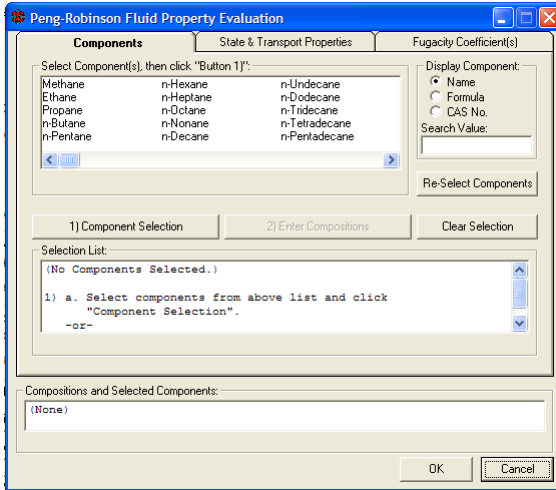 Peng-Robinson Fluid Property Evaluation
Components State & Transport Properties Fugacity Coefficient(s)
Select Component(s), then click "Button 1)":
Methane n-Hexane n-Undecane
Ethane n-Heptane n-Dodecane
Propane n-Octane n-Tridecane
n-Butane n-Nonane n-Tetradecane
n-Pentane n-Decane n-Pentadecane
Display Component:
Name
Formula
CAS No.
Search Value:
Re-Select Components
1) Component Selection 2) Enter Compositions Clear Selection
Selection List:
(No Components Selected.)
1) a. Select components from above list and click
"Component Selection".
-or-
Compositions and Selected Components:
(None)
OK Cancel